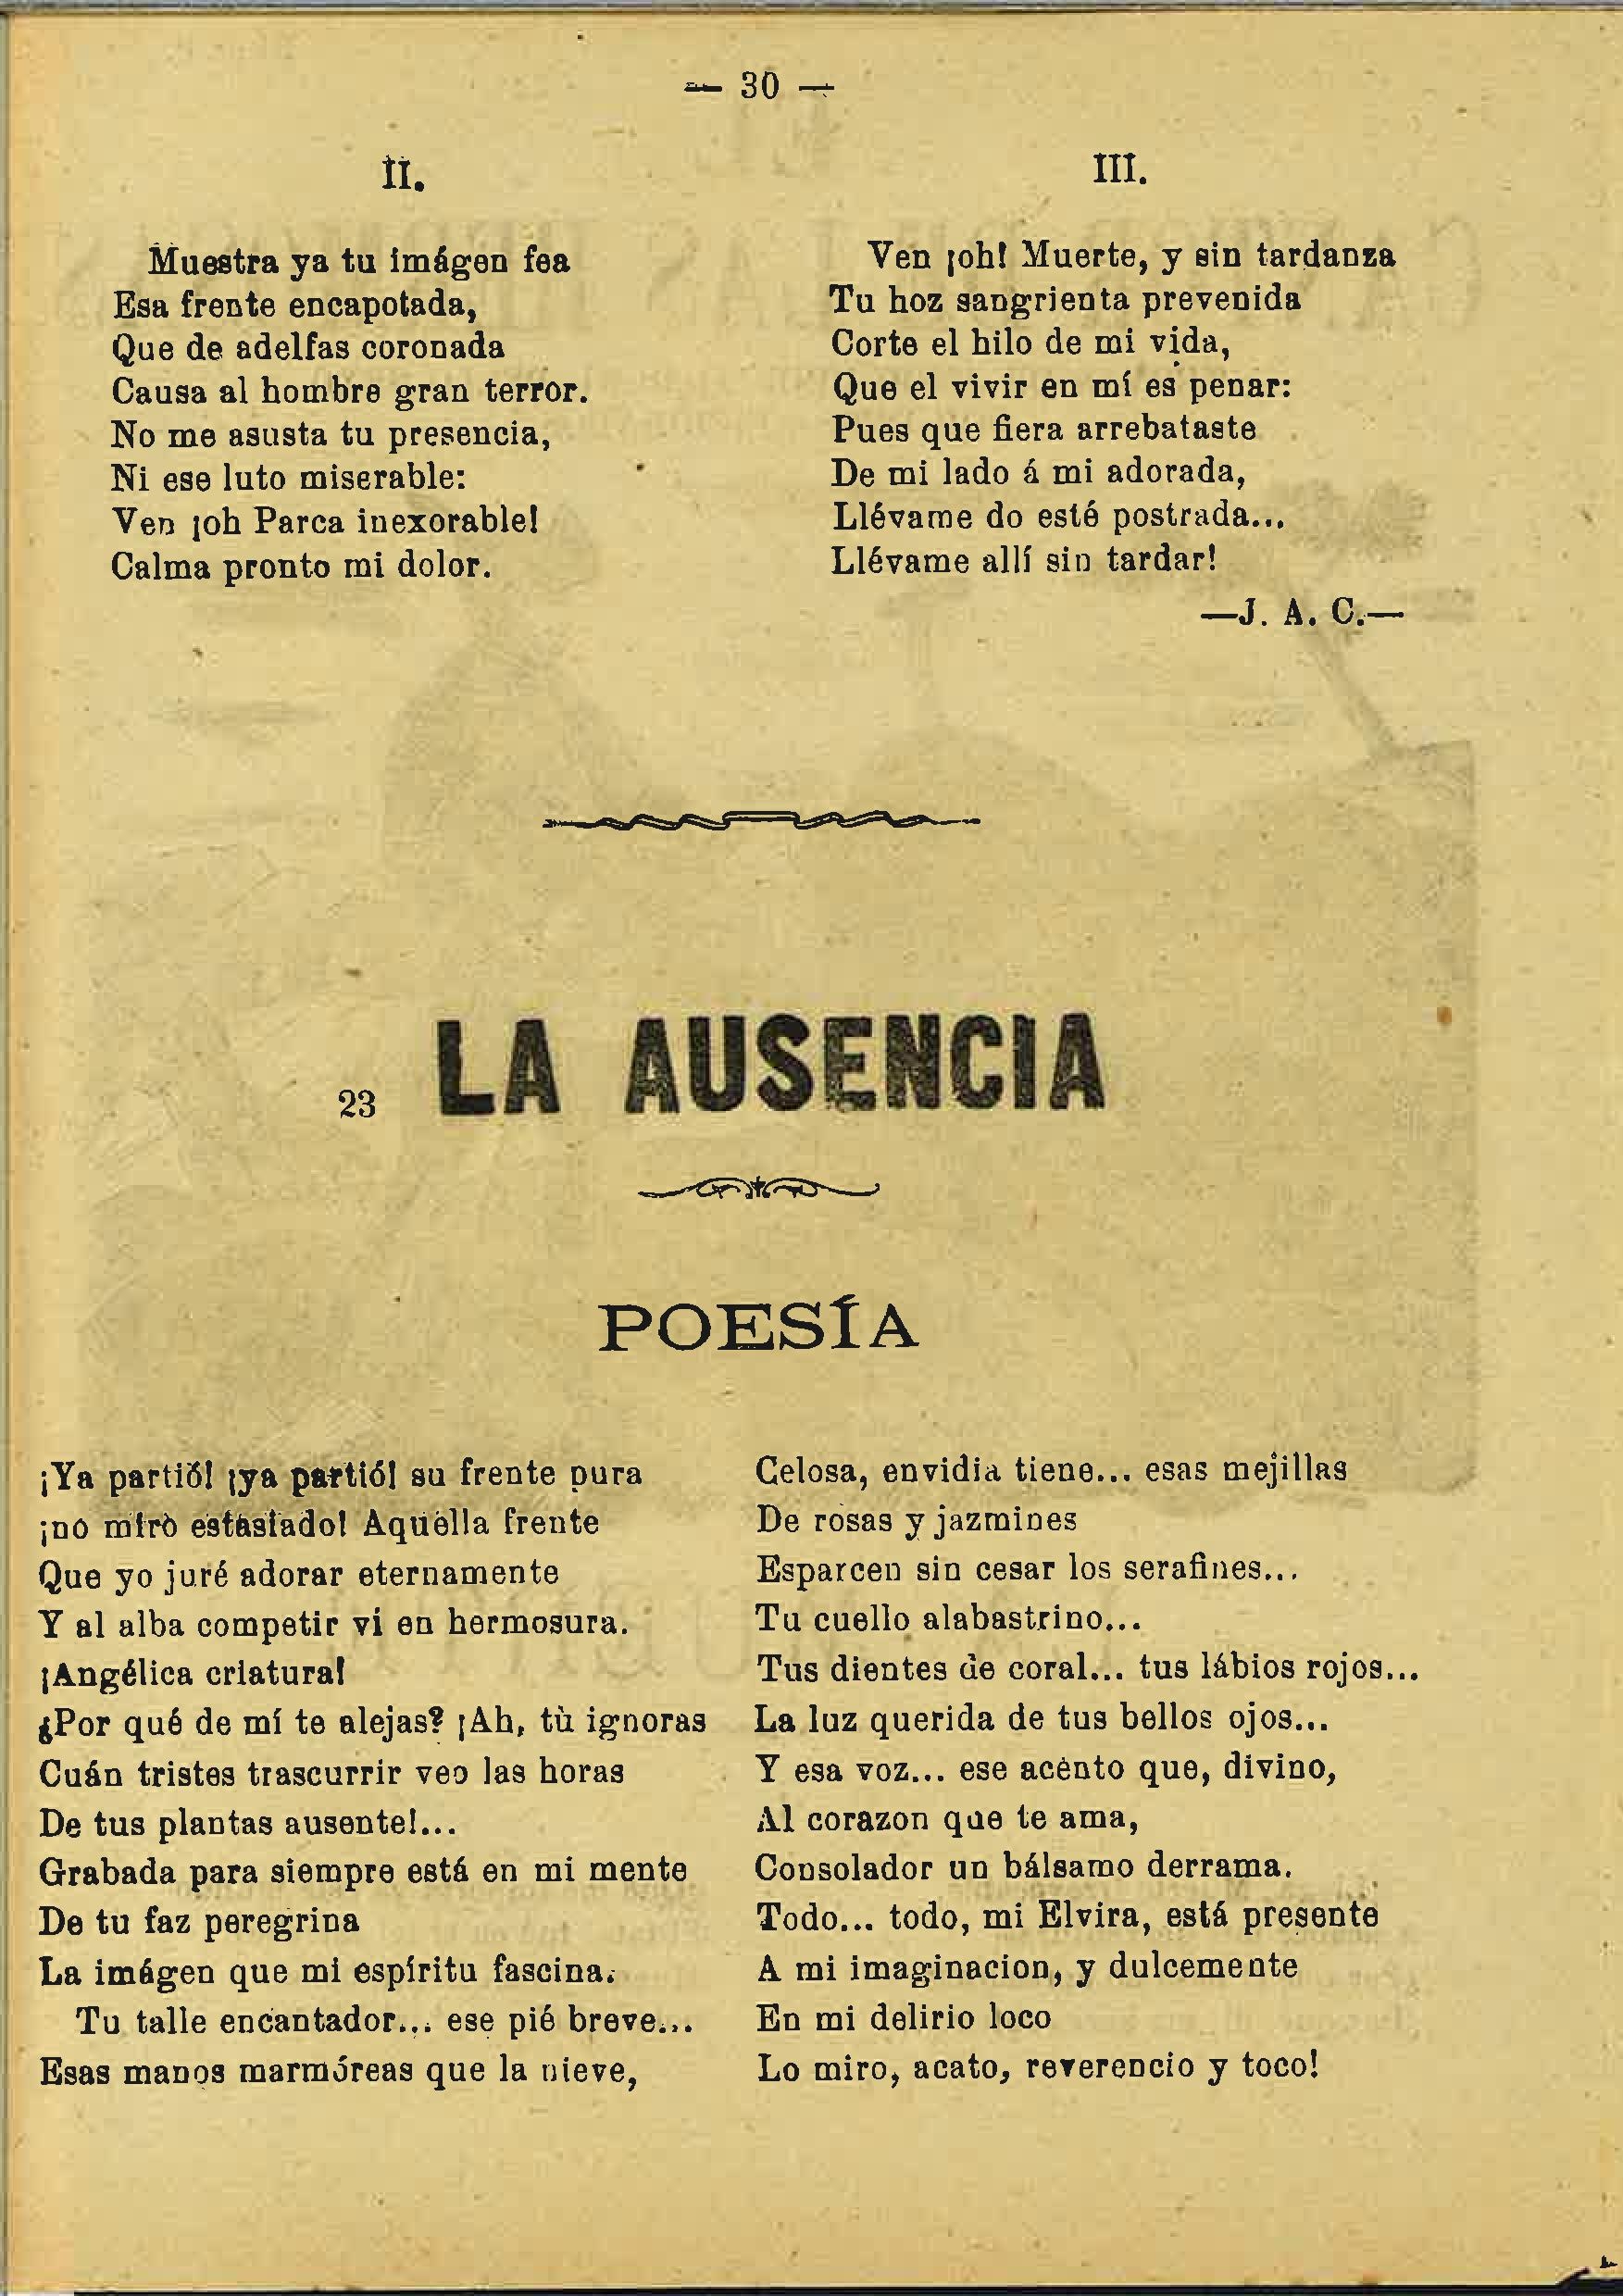 — 30 —
II.
Muestra ya tu imágen fea
Esa frente encapotada,
Que de adelfas coronada
Causa al hombre gran terror.
No me asusta tu presencia,
Ni ese luto miserable:
Ven ¡oh Parca inexorable!
Calma pronto mi dolor.
III.
Ven ¡oh! Muerte, y sin tardanza
Tu hoz sangrienta prevenida
Corte el hilo de mi vida,
Que el vivir en mí es penar:
Pues que fiera arrebataste
De mi lado á mi adorada,
Llévame do esté postrada...
Llévame allí sin tardar!
—J. A. C.—
23 LA AUSENCIA
POESÍA
¡Ya partió! ¡ya partió! su frente pura
¡no miro estasiado! Aquella frente
Que yo juré adorar eternamente
Y al alba competir vi en hermosura.
¡Angélica criatura!
¿Por qué de mí te alejas? ¡Ah, tù ignoras
Cuán tristes trascurrir veo las horas
De tus plantas ausente!...
Grabada para siempre está en mi mente
De tu faz peregrina
La imágen que mi espíritu fascina.
Tu talle encantador... ese pié breve...
Esas manos marmóreas que la nieve,
Celosa, envidia tiene... esas mejillas
De rosas y jazmines
Esparcen sin cesar los serafines...
Tu cuello alabastrino...
Tus dientes de coral... tus lábios rojos...
La luz querida de tus bellos ojos...
Y esa voz... ese acento que, divino,
Al corazon que te ama,
Consolador un bálsamo derrama.
Todo... todo, mi Elvira, está presente
A mi imaginacion, y dulcemente
En mi delirio loco
Lo miro, acato, reverencio y toco!